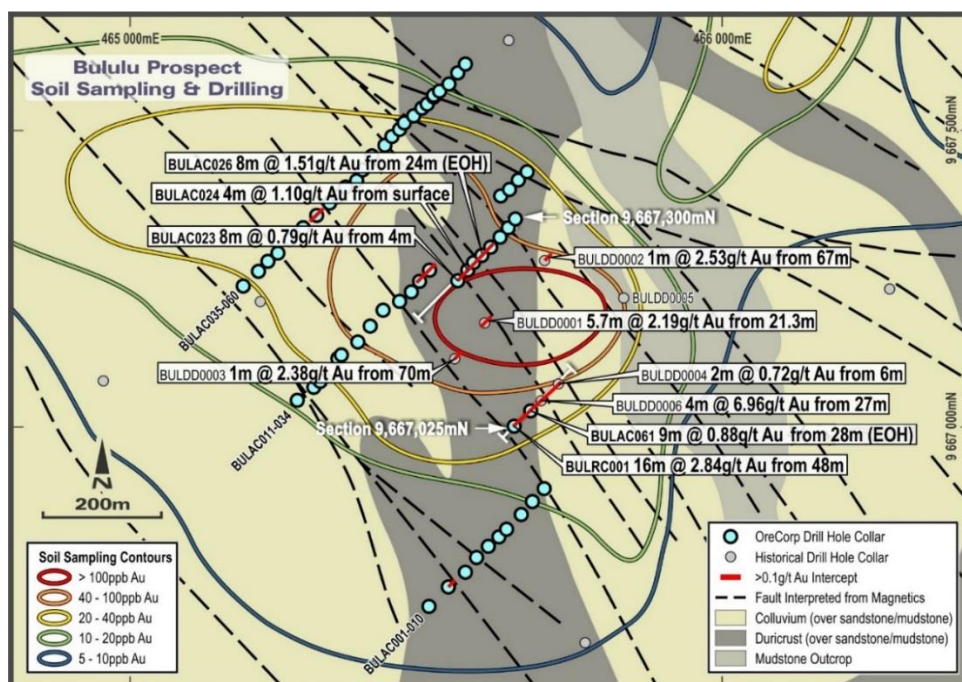 465 000mE
466 000mE
Bululu Prospect
Soil Sampling & Drilling
9 667 500mN
BULAC026 8m @ 1.51g/t Au from 24m (EOH)
BULAC024 4m @ 1.10g/t Au from surface
Section 9,667,300mN
BULAC023 8m @ 0.79g/t Au from 4m
BULDD0002 1m @ 2.53g/t Au from 67m
BULDD0005
BULAC035-060
BULDD0001 5.7m @ 2.19g/t Au from 21.3m
BULDD0003 1m @ 2.38g/t Au from 70m
BULDD0004 2m @ 0.72g/t Au from 6m
BULDD0006 4m @ 6.96g/t Au from 27m
BULAC011-034
Section 9,667,025mN
BULAC061 9m @ 0.88g/t Au from 28m (EOH)
9 667 000mN
BULRC001 16m @ 2.84g/t Au from 48m
N
200m
BULAC001-010
Soil Sampling Contours
> 100ppb Au
40 - 100ppb Au
20 - 40ppb Au
10 - 20ppb Au
5 - 10ppb Au
OreCorp Drill Hole Collar
Historical Drill Hole Collar
>0.1g/t Au Intercept
Fault Interpreted from Magnetics
Colluvium (over sandstone/mudstone)
Duricrust (over sandstone/mudstone)
Mudstone Outcrop